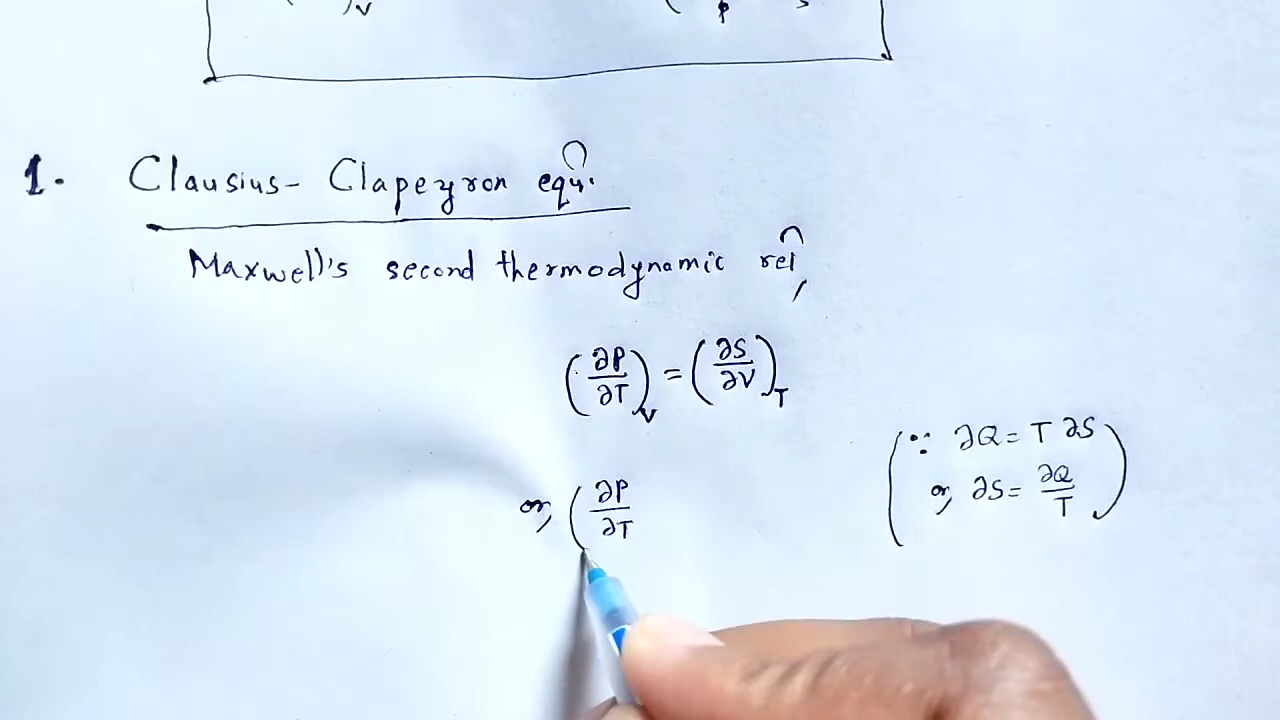 )V ( P S
1. Clausius-Clapeyron eqn.
Maxwell's second thermodynamic reln,
(∂P/∂T)V = (∂S/∂V)T
(∵ ∂Q = T ∂S
or, ∂S = ∂Q/T)
or, (∂P/∂T